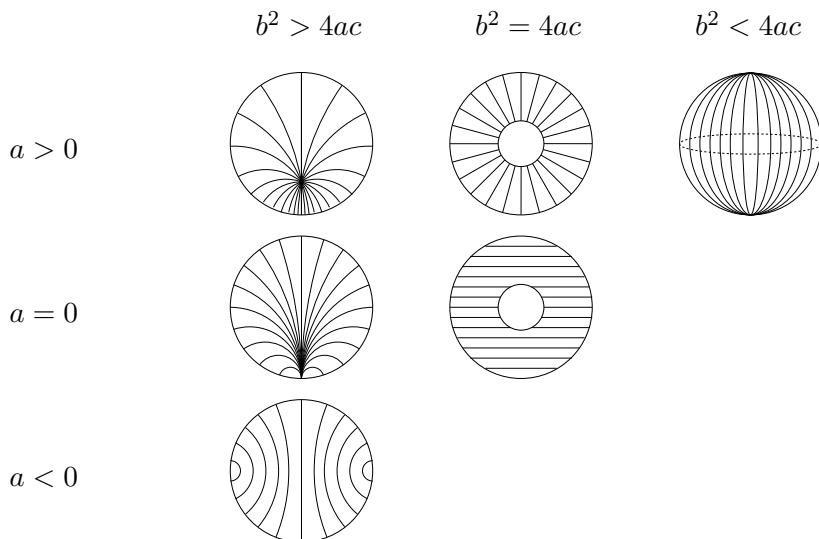 b² > 4ac b² = 4ac b² < 4ac
a > 0
a = 0
a < 0